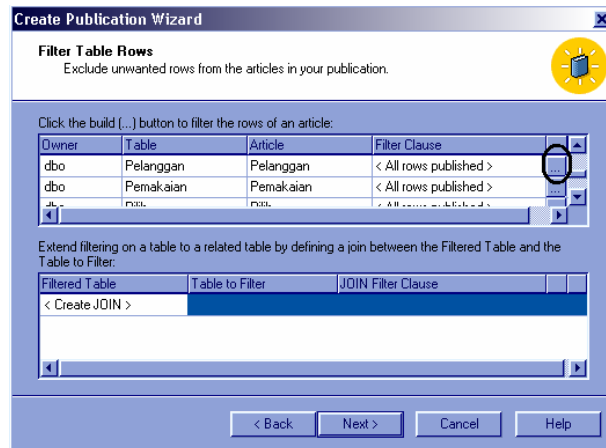 Create Publication Wizard
Filter Table Rows
Exclude unwanted rows from the articles in your publication.
Click the build (...) button to filter the rows of an article:
Owner Table Article Filter Clause
dbo Pelanggan Pelanggan < All rows published > ...
dbo Pemakaian Pemakaian < All rows published > ...
Extend filtering on a table to a related table by defining a join between the Filtered Table and the
Table to Filter:
Filtered Table Table to Filter JOIN Filter Clause
< Create JOIN >
< Back Next > Cancel Help